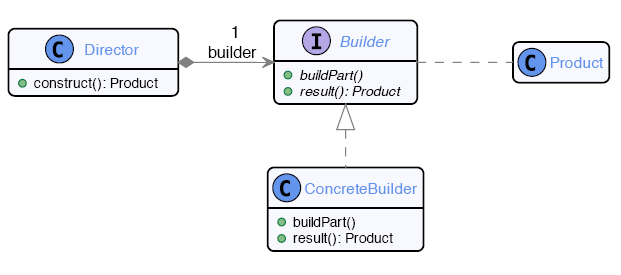 C Director
construct(): Product
1
builder
I Builder
buildPart()
result(): Product
C Product
C ConcreteBuilder
buildPart()
result(): Product